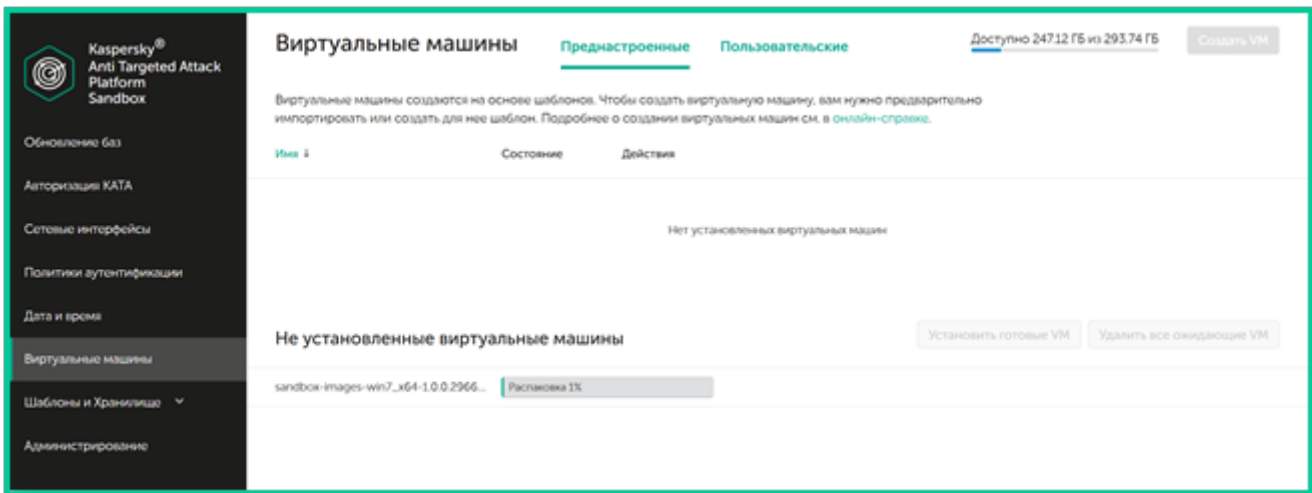 Kaspersky®
Anti Targeted Attack
Platform
Sandbox
Обновление баз
Авторизация КАТА
Сетевые интерфейсы
Политики аутентификации
Дата и время
Виртуальные машины
Шаблоны и Хранилище
Администрирование
Виртуальные машины
Преднастроенные
Пользовательские
Доступно 247.12 ГБ из 293.74 ГБ
Создать VM
Виртуальные машины создаются на основе шаблонов. Чтобы создать виртуальную машину, вам нужно предварительно
импортировать или создать для нее шаблон. Подробнее о создании виртуальных машин см. в онлайн-справке.
Имя ↓ Состояние Действия
Нет установленных виртуальных машин
Не установленные виртуальные машины
Установить готовые VM
Удалить все ожидающие VM
sandbox-images-win7_x64-1.0.0.2966... Распаковка 1%